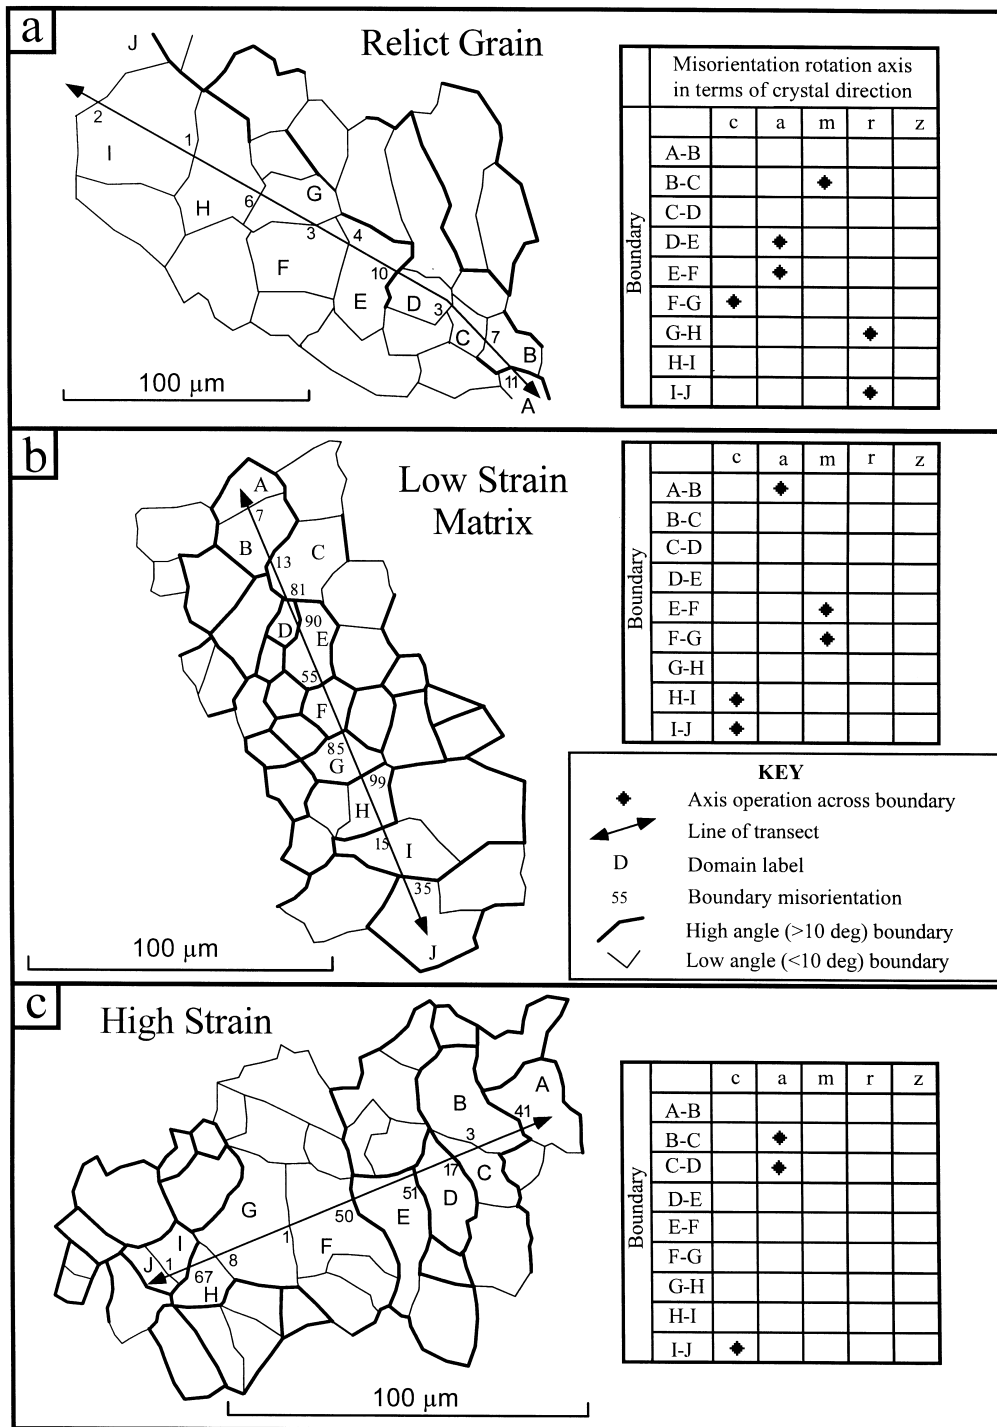 a
Relict Grain
J
2
1
I
H
6
G
3
4
F
10
E
D
3
C
7
B
11
A
100 μm
Misorientation rotation axis
in terms of crystal direction
c a m r z
Boundary
A-B
B-C
C-D
D-E
E-F
F-G
G-H
H-I
I-J
b
Low Strain
Matrix
A
7
B
C
13
81
D
90
E
55
F
85
G
99
H
15
I
35
J
100 μm
c a m r z
Boundary
A-B
B-C
C-D
D-E
E-F
F-G
G-H
H-I
I-J
KEY
Axis operation across boundary
Line of transect
D Domain label
55 Boundary misorientation
High angle (>10 deg) boundary
Low angle (<10 deg) boundary
c
High Strain
A
B
41
3
17
C
51
D
E
50
G
F
1
I
8
J
1
67
H
100 μm
c a m r z
Boundary
A-B
B-C
C-D
D-E
E-F
F-G
G-H
H-I
I-J